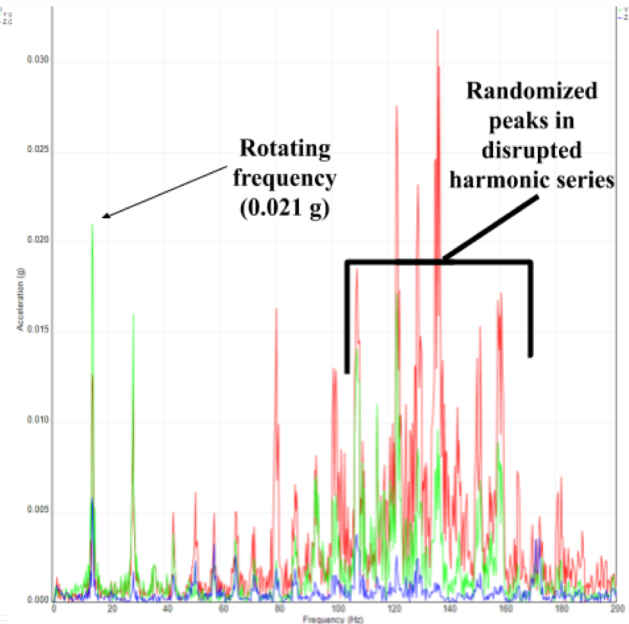 0.030
Randomized
peaks in
disrupted
harmonic series
0.025
Rotating
frequency
(0.021 g)
0.020
Acceleration (g)
0.015
0.010
0.005
0.000
0 20 40 60 80 100 120 140 160 180 200
Frequency (Hz)